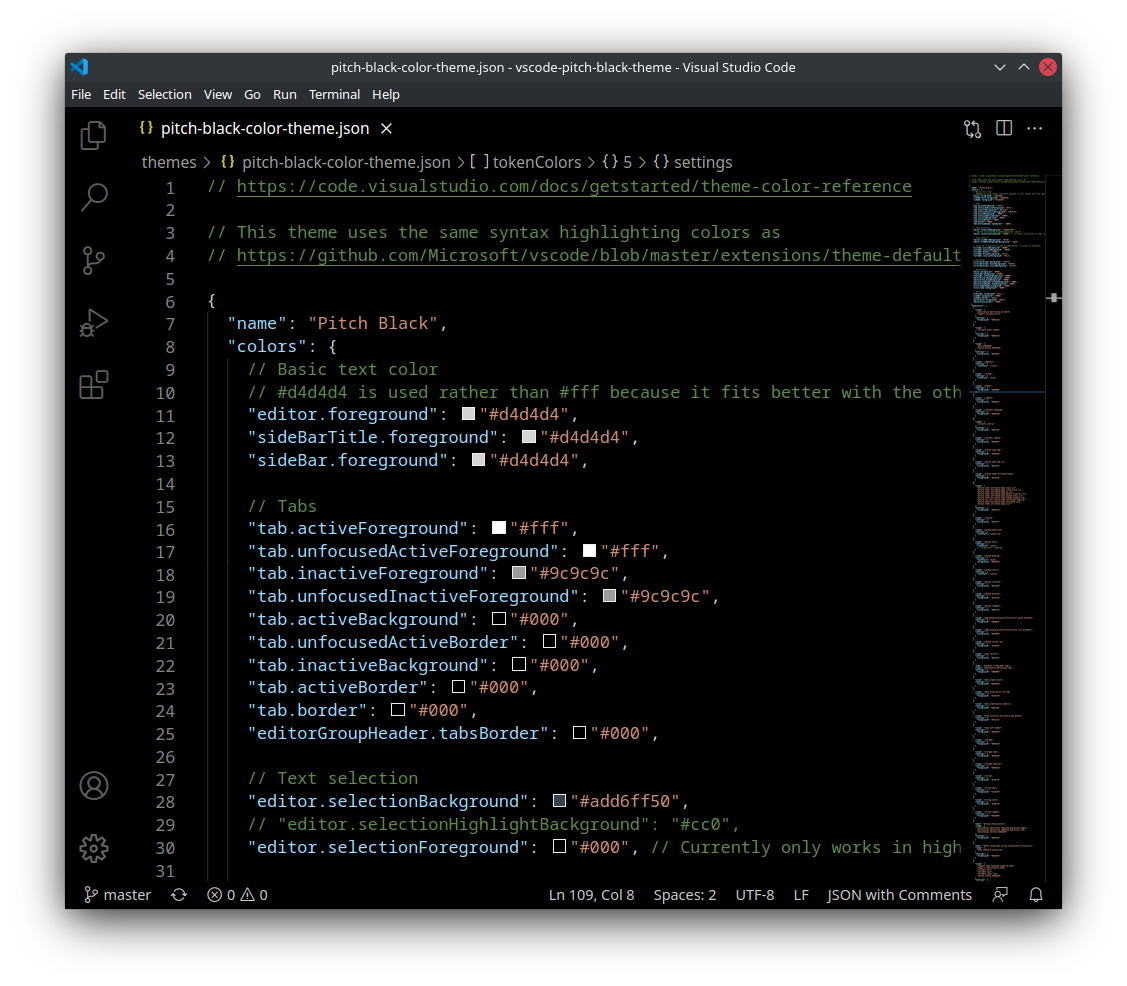 pitch-black-color-theme.json - vscode-pitch-black-theme - Visual Studio Code
File Edit Selection View Go Run Terminal Help
{} pitch-black-color-theme.json
themes > {} pitch-black-color-theme.json > [ ] tokenColors > {} 5 > {} settings
1 // https://code.visualstudio.com/docs/getstarted/theme-color-reference
2
3 // This theme uses the same syntax highlighting colors as
4 // https://github.com/Microsoft/vscode/blob/master/extensions/theme-default
5
6 {
7 "name": "Pitch Black",
8 "colors": {
9 // Basic text color
10 // #d4d4d4 is used rather than #fff because it fits better with the oth
11 "editor.foreground": "#d4d4d4",
12 "sideBarTitle.foreground": "#d4d4d4",
13 "sideBar.foreground": "#d4d4d4",
14
15 // Tabs
16 "tab.activeForeground": "#fff",
17 "tab.unfocusedActiveForeground": "#fff",
18 "tab.inactiveForeground": "#9c9c9c",
19 "tab.unfocusedInactiveForeground": "#9c9c9c",
20 "tab.activeBackground": "#000",
21 "tab.unfocusedActiveBorder": "#000",
22 "tab.inactiveBackground": "#000",
23 "tab.activeBorder": "#000",
24 "tab.border": "#000",
25 "editorGroupHeader.tabsBorder": "#000",
26
27 // Text selection
28 "editor.selectionBackground": "#add6ff50",
29 // "editor.selectionHighlightBackground": "#cc0",
30 "editor.selectionForeground": "#000", // Currently only works in high
31
master 0 0 Ln 109, Col 8 Spaces: 2 UTF-8 LF JSON with Comments